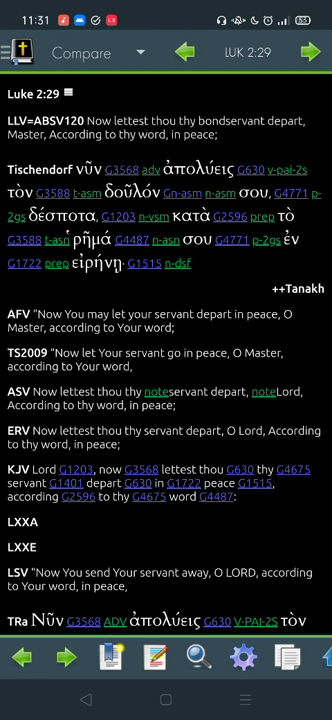 11:31
53
Compare
LUK 2:29
Luke 2:29
LLV=ABSV120 Now lettest thou thy bondservant depart,
Master, According to thy word, in peace;
Tischendorf νῦν G3568 adv ἀπολύεις G630 v-pai-2s
τὸν G3588 t-asm δοῦλόν Gn-asm n-asm σου, G4771 p-
2gs δέσποτα, G1203 n-vsm κατὰ G2596 prep τὸ
G3588 t-asn ῥῆμά G4487 n-asn σου G4771 p-2gs ἐν
G1722 prep εἰρήνῃ· G1515 n-dsf
++Tanakh
AFV "Now You may let your servant depart in peace, O
Master, according to Your word;
TS2009 "Now let Your servant go in peace, O Master,
according to Your word,
ASV Now lettest thou thy noteservant depart, noteLord,
According to thy word, in peace;
ERV Now lettest thou thy servant depart, O Lord, According
to thy word, in peace;
KJV Lord G1203, now G3568 lettest thou G630 thy G4675
servant G1401 depart G630 in G1722 peace G1515,
according G2596 to thy G4675 word G4487:
LXXA
LXXE
LSV "Now You send Your servant away, O LORD, according
to Your word, in peace,
TRa Νῦν G3568 ADV ἀπολύεις G630 V-PAI-2S τὸν